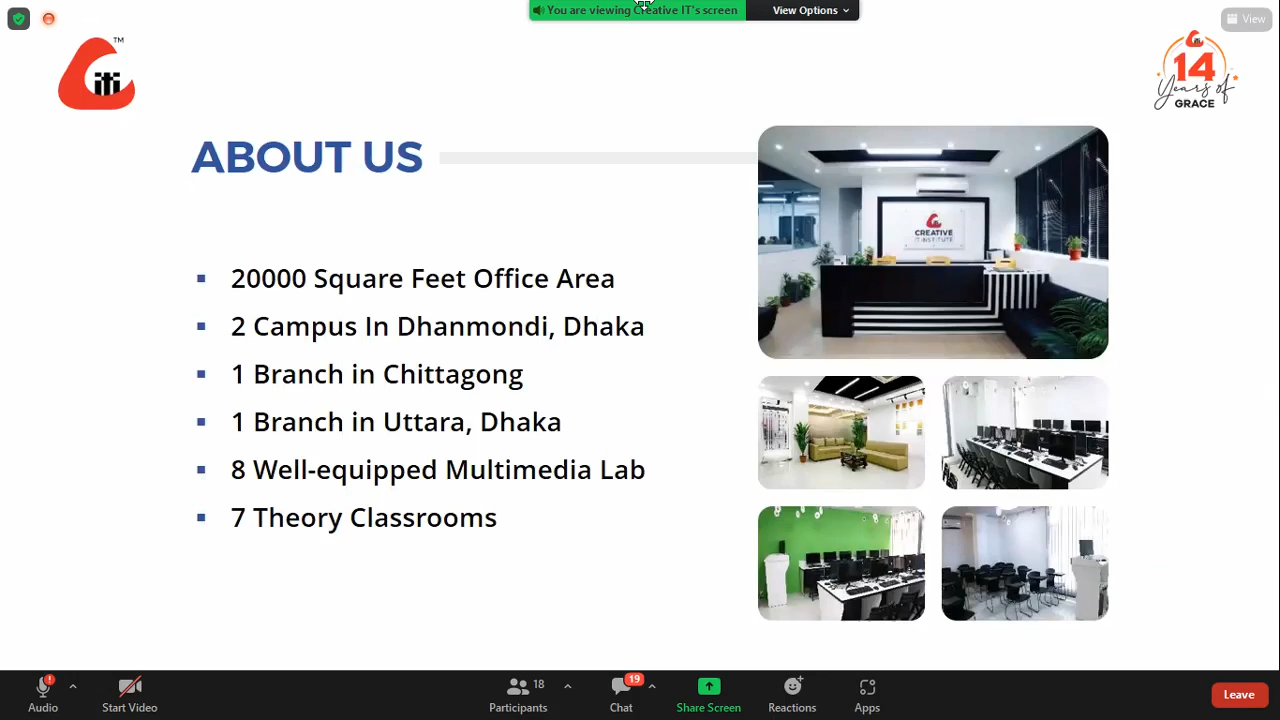 You are viewing Creative IT's screen
View Options
View
TM
iti
14
Years of
GRACE
ABOUT US
CREATIVE
IT INSTITUTE
20000 Square Feet Office Area
2 Campus In Dhanmondi, Dhaka
1 Branch in Chittagong
1 Branch in Uttara, Dhaka
8 Well-equipped Multimedia Lab
7 Theory Classrooms
18
19
Audio
Start Video
Participants
Chat
Share Screen
Reactions
Apps
Leave